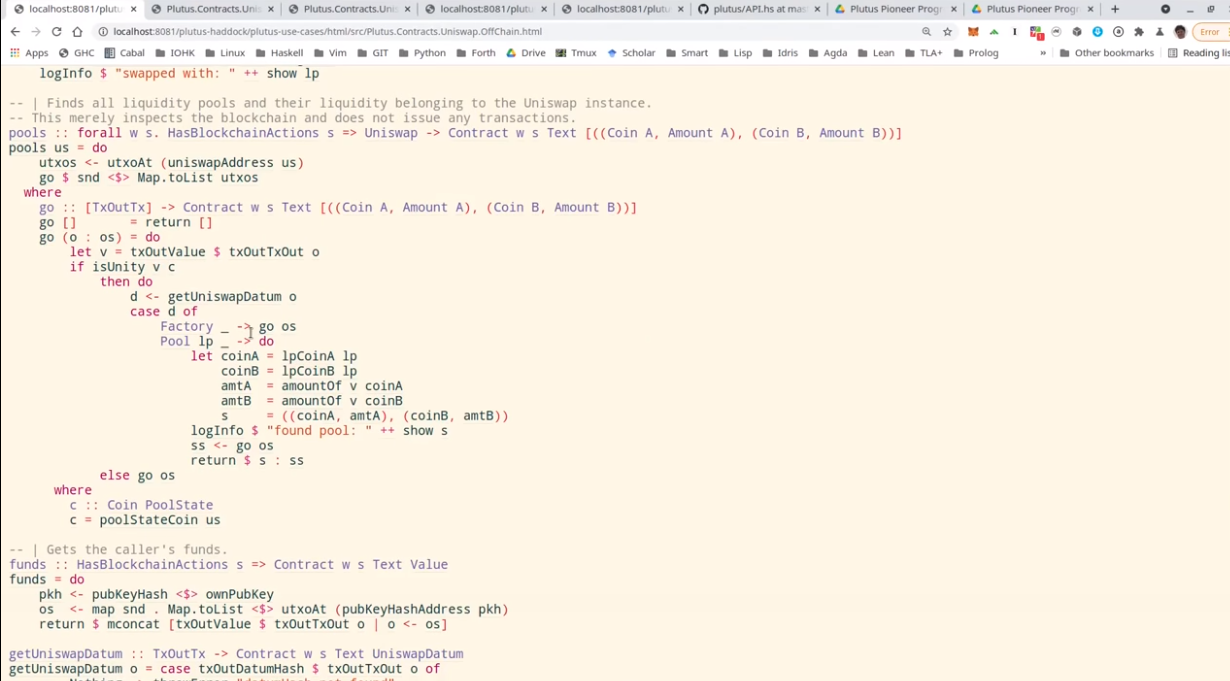 localhost:8081/plutu
Plutus.Contracts.Unis
Plutus.Contracts.Unis
localhost:8081/plutu
localhost:8081/plutu
plutus/API.hs at mast
Plutus Pioneer Progr
Plutus Pioneer Progr
localhost:8081/plutus-haddock/plutus-use-cases/html/src/Plutus.Contracts.Uniswap.OffChain.html
Error
Apps GHC Cabal IOHK Linux Haskell Vim GIT Python Forth Drive Tmux Scholar Smart Lisp Idris Agda Lean TLA+ Prolog » Other bookmarks Reading lis
logInfo $ "swapped with: " ++ show lp
-- | Finds all liquidity pools and their liquidity belonging to the Uniswap instance.
-- This merely inspects the blockchain and does not issue any transactions.
pools :: forall w s. HasBlockchainActions s => Uniswap -> Contract w s Text [((Coin A, Amount A), (Coin B, Amount B))]
pools us = do
utxos <- utxoAt (uniswapAddress us)
go $ snd <$> Map.toList utxos
where
go :: [TxOutTx] -> Contract w s Text [((Coin A, Amount A), (Coin B, Amount B))]
go [] = return []
go (o : os) = do
let v = txOutValue $ txOutTxOut o
if isUnity v c
then do
d <- getUniswapDatum o
case d of
Factory _ -> go os
Pool lp _ -> do
let coinA = lpCoinA lp
coinB = lpCoinB lp
amtA = amountOf v coinA
amtB = amountOf v coinB
s = ((coinA, amtA), (coinB, amtB))
logInfo $ "found pool: " ++ show s
ss <- go os
return $ s : ss
else go os
where
c :: Coin PoolState
c = poolStateCoin us
-- | Gets the caller's funds.
funds :: HasBlockchainActions s => Contract w s Text Value
funds = do
pkh <- pubKeyHash <$> ownPubKey
os <- map snd . Map.toList <$> utxoAt (pubKeyHashAddress pkh)
return $ mconcat [txOutValue $ txOutTxOut o | o <- os]
getUniswapDatum :: TxOutTx -> Contract w s Text UniswapDatum
getUniswapDatum o = case txOutDatumHash $ txOutTxOut o of